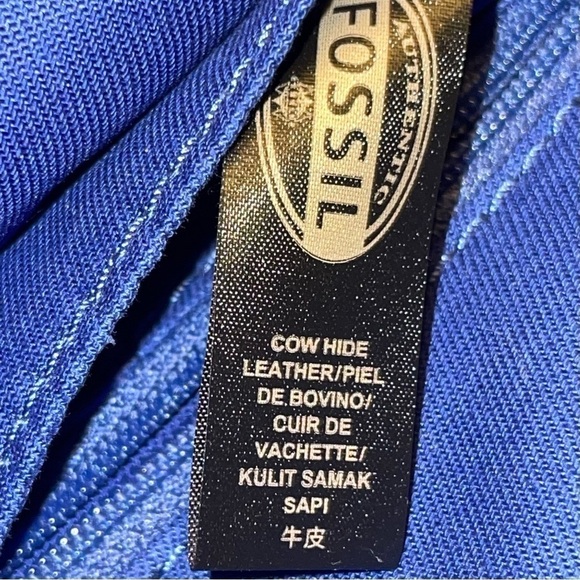 AUTHENTIC
FOSSIL
COW HIDE
LEATHER/PIEL
DE BOVINO/
CUIR DE
VACHETTE/
KULIT SAMAK
SAPI
牛皮